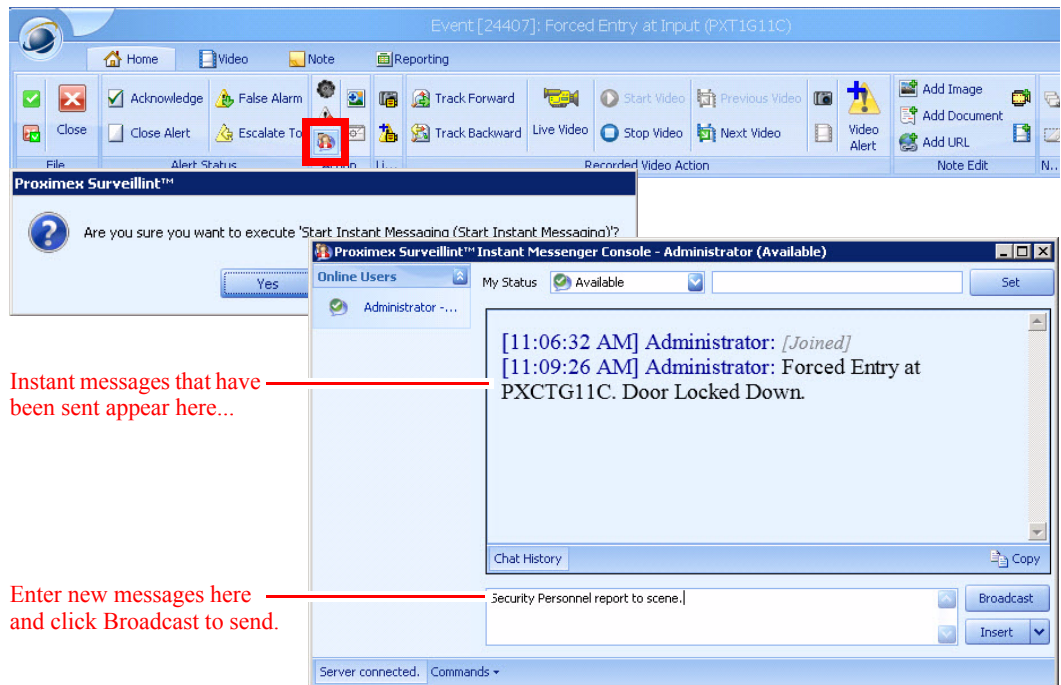 Event [24407]: Forced Entry at Input (PXT1G11C)
Home Video Note Reporting
Acknowledge False Alarm Track Forward Start Video Previous Video Add Image
Add Document
Close Close Alert Escalate To Track Backward Live Video Stop Video Next Video Video Alert Add URL
File Alert Status Action Li... Recorded Video Action Note Edit N...
Proximex Surveillint™
Are you sure you want to execute 'Start Instant Messaging (Start Instant Messaging)'?
Yes
Proximex Surveillint™ Instant Messenger Console - Administrator (Available)
Online Users
My Status Available Set
Administrator -...
[11:06:32 AM] Administrator: [Joined]
[11:09:26 AM] Administrator: Forced Entry at
PXCTG11C. Door Locked Down.
Instant messages that have
been sent appear here...
Chat History Copy
Enter new messages here
and click Broadcast to send.
Security Personnel report to scene.
Broadcast
Insert
Server connected. Commands